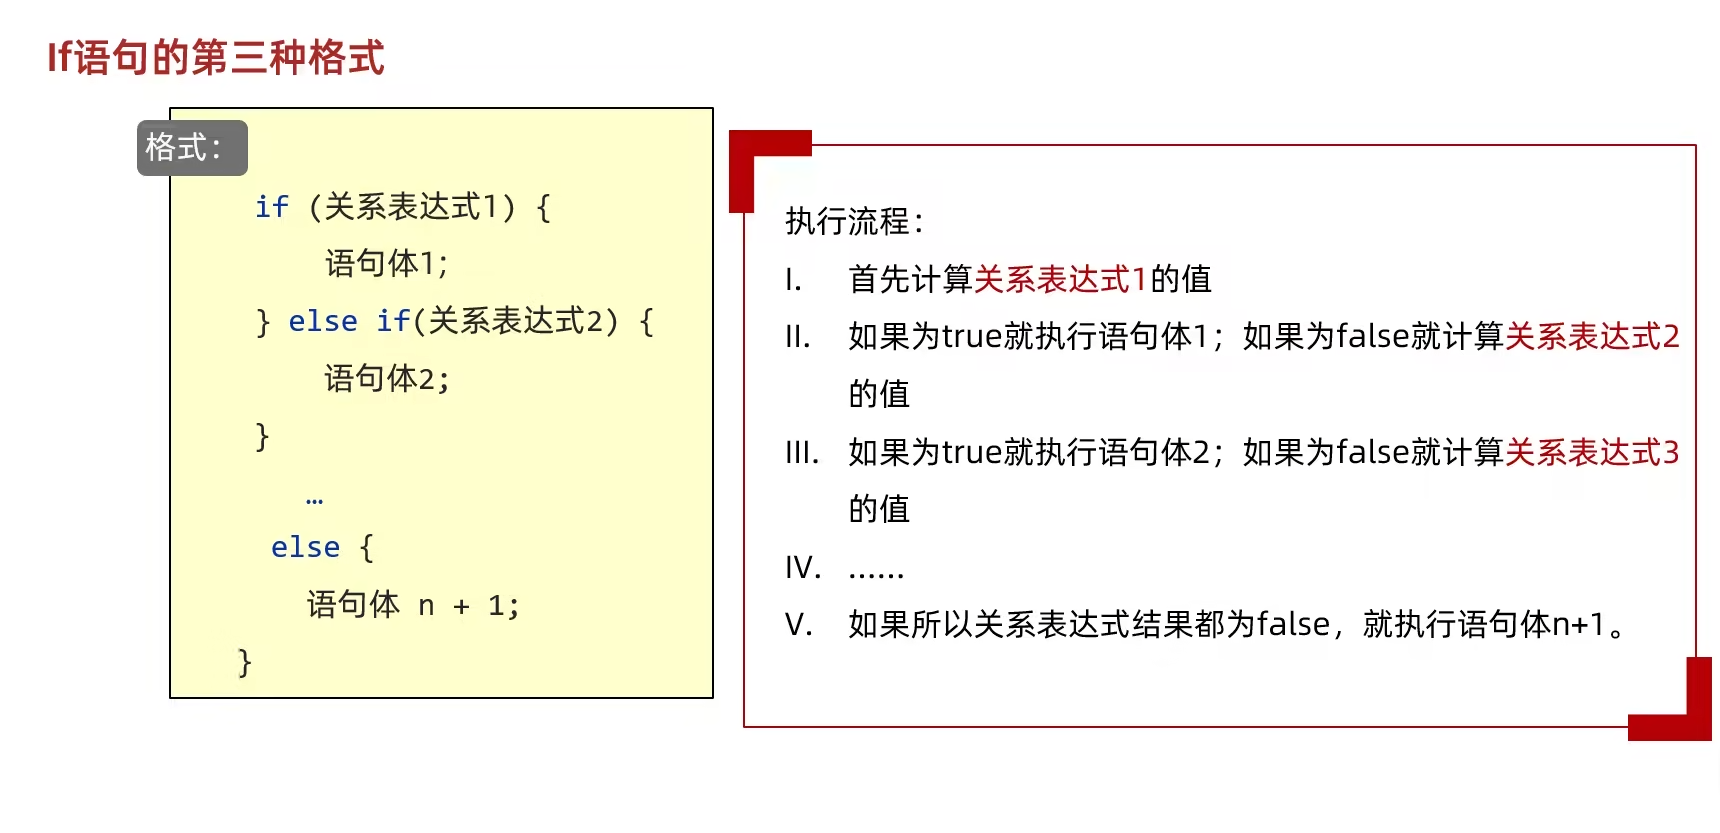 If语句的第三种格式
格式：
if (关系表达式1) {
语句体1;
} else if(关系表达式2) {
语句体2;
}
…
else {
语句体 n + 1;
}
执行流程：
I. 首先计算关系表达式1的值
II. 如果为true就执行语句体1；如果为false就计算关系表达式2
的值
III. 如果为true就执行语句体2；如果为false就计算关系表达式3
的值
IV. ……
V. 如果所以关系表达式结果都为false，就执行语句体n+1。